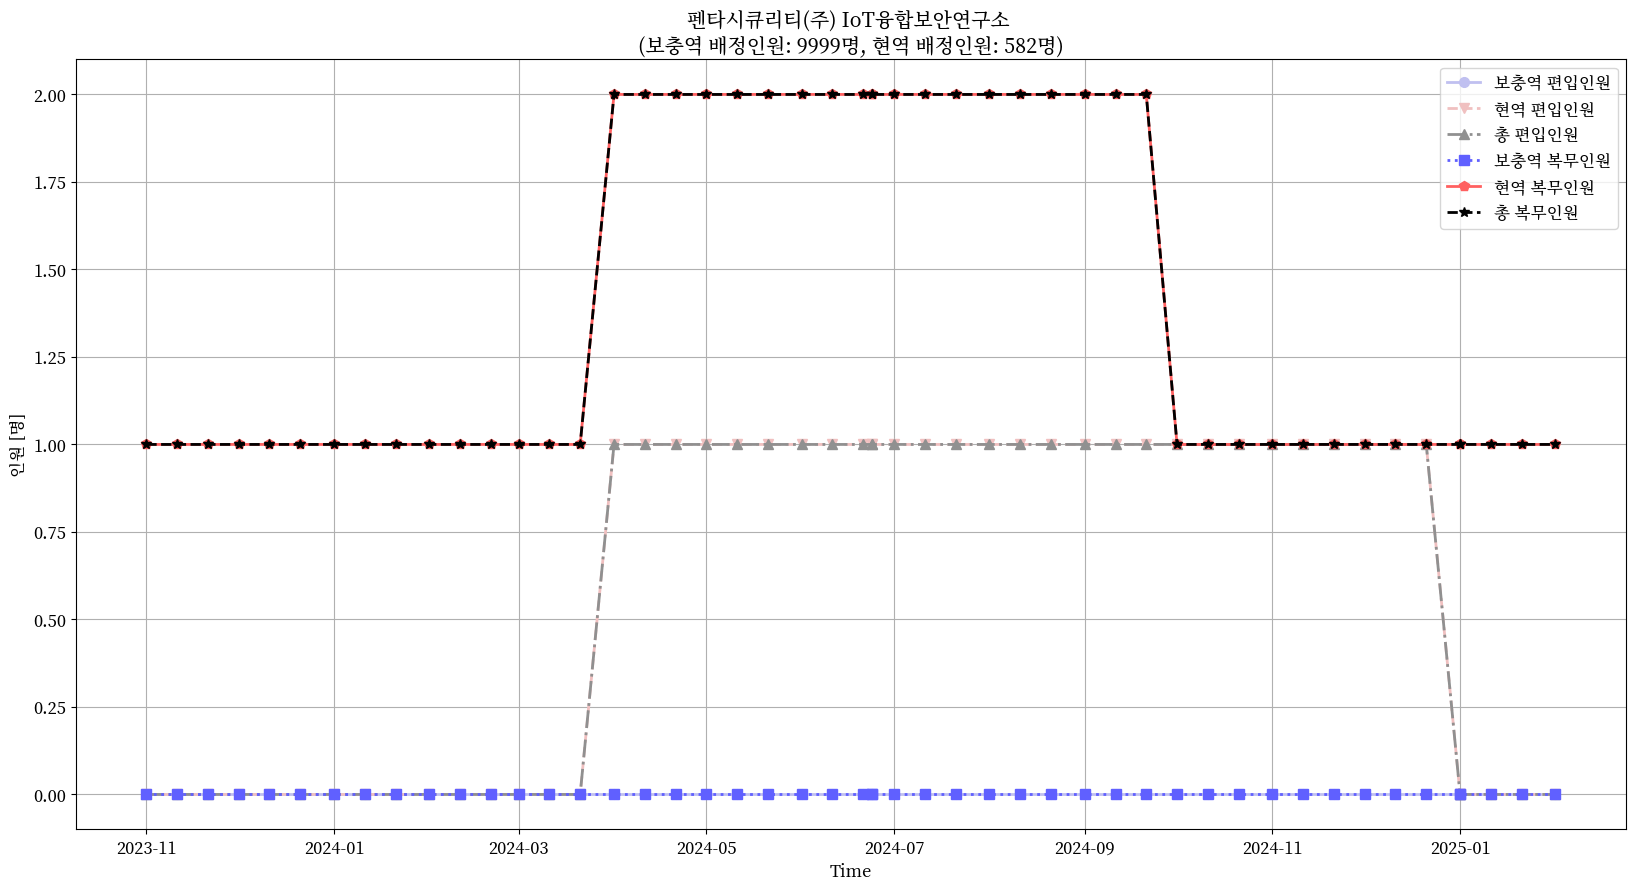 펜타시큐리티(주) IoT융합보안연구소
(보충역 배정인원: 9999명, 현역 배정인원: 582명)
보충역 편입인원
현역 편입인원
총 편입인원
보충역 복무인원
현역 복무인원
총 복무인원
2.00
1.75
1.50
1.25
1.00
0.75
0.50
0.25
0.00
인원 [명]
2023-11
2024-01
2024-03
2024-05
2024-07
2024-09
2024-11
2025-01
Time